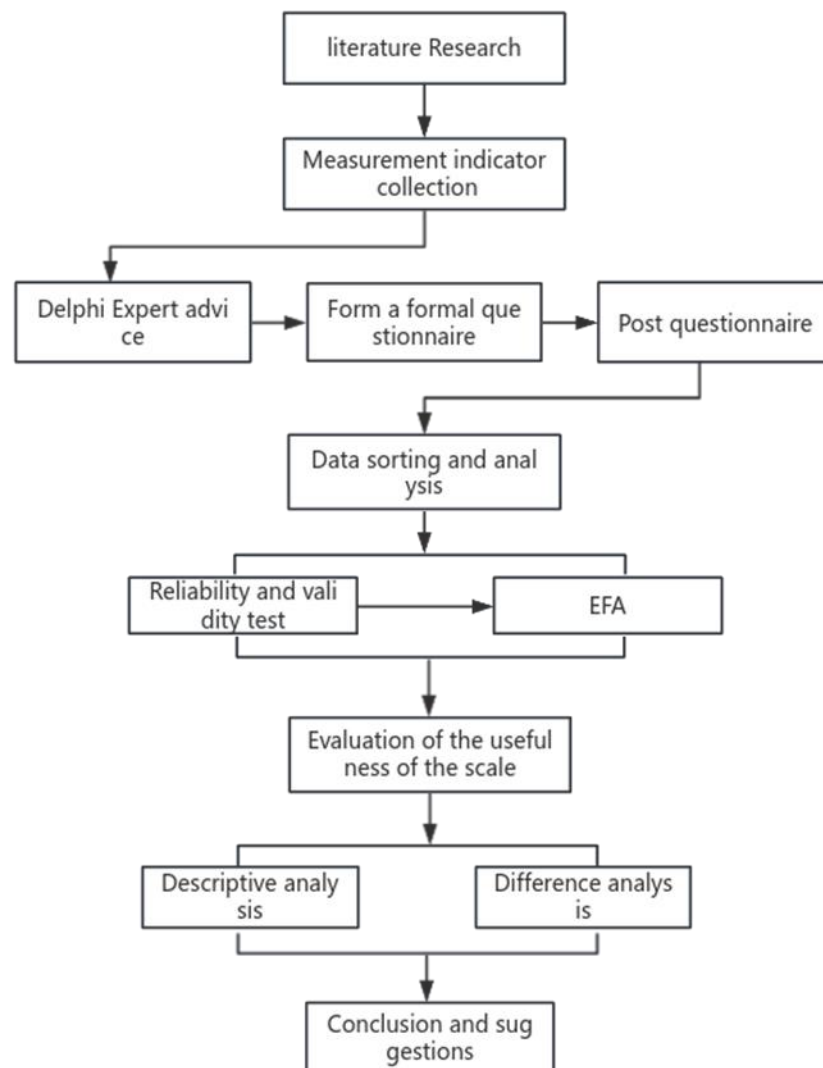 literature Research
Measurement indicator
collection
Delphi Expert advi
ce
Form a formal que
stionnaire
Post questionnaire
Data sorting and anal
ysis
Reliability and vali
dity test
EFA
Evaluation of the useful
ness of the scale
Descriptive analy
sis
Difference analys
is
Conclusion and sug
gestions